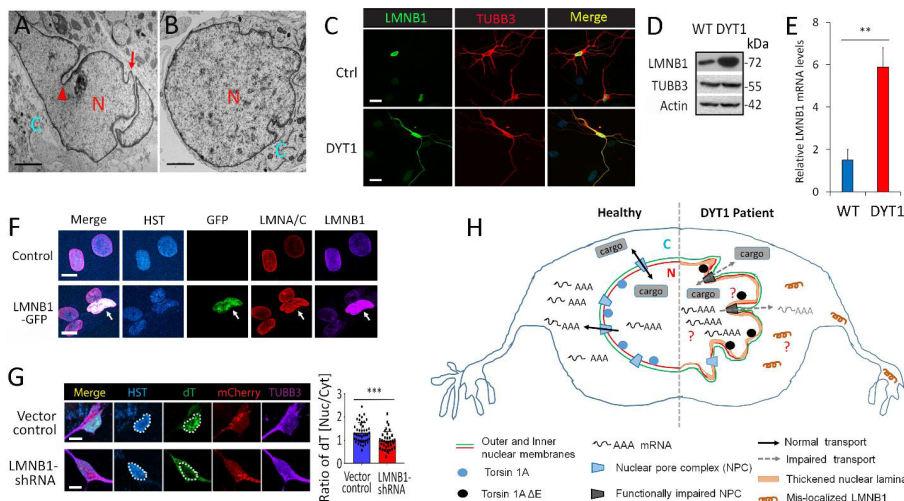 A
N
C
B
N
C
C
LMNB1
TUBB3
Merge
Ctrl
DYT1
D
WT DYT1
kDa
LMNB1
-72
TUBB3
-55
Actin
-42
E
Relative LMNB1 mRNA levels
8
6
4
2
0
**
WT
DYT1
F
Merge
HST
GFP
LMNA/C
LMNB1
Control
LMNB1
-GFP
G
Merge
HST
dT
mCherry
TUBB3
Vector
control
LMNB1-
shRNA
Ratio of dT [Nuc/Cyt]
3
2
1
0
***
Vector
control
LMNB1-
shRNA
H
Healthy
DYT1 Patient
C
N
cargo
cargo
cargo
cargo
AAA
AAA
AAA
AAA
AAA
AAA
AAA
AAA
AAA
AAA
?
?
?
Outer and Inner
nuclear membranes
Torsin 1A
Torsin 1A ΔE
AAA mRNA
Nuclear pore complex (NPC)
Functionally impaired NPC
Normal transport
Impaired transport
Thickened nuclear lamina
Mis-localized LMNB1